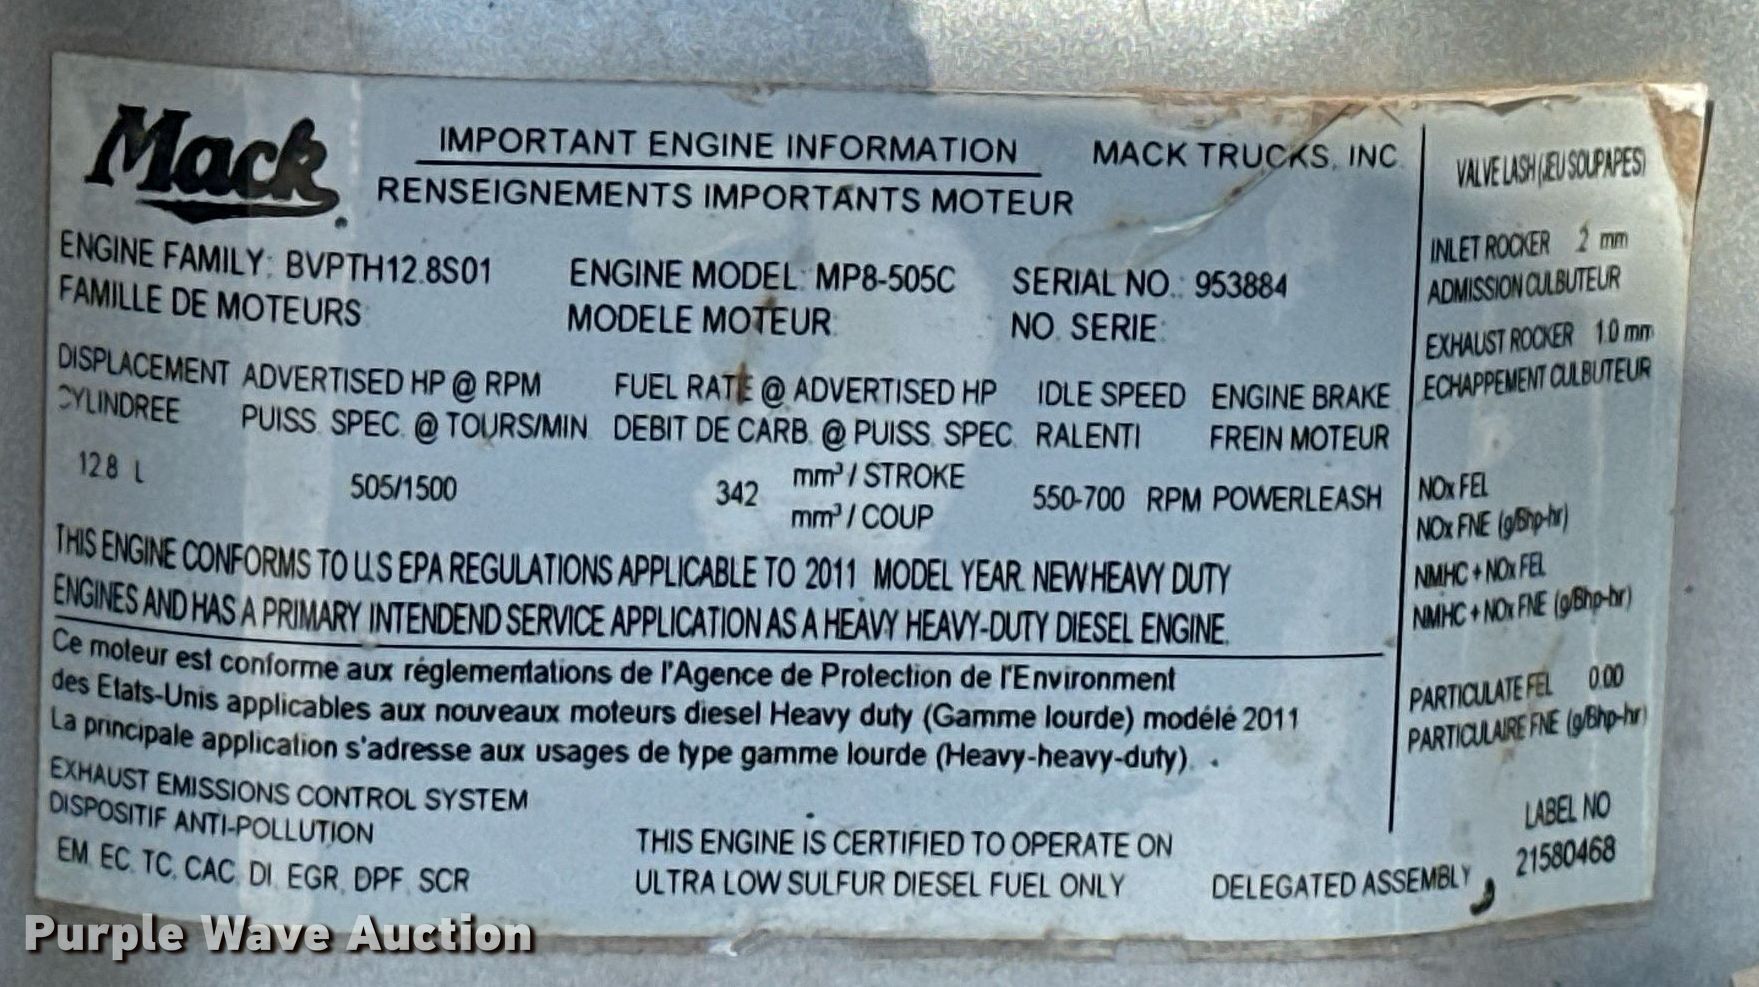 Mack
IMPORTANT ENGINE INFORMATION MACK TRUCKS, INC
RENSEIGNEMENTS IMPORTANTS MOTEUR
ENGINE FAMILY: BVPTH12.8S01 ENGINE MODEL: MP8-505C SERIAL NO.: 953884
FAMILLE DE MOTEURS: MODELE MOTEUR: NO. SERIE:
DISPLACEMENT ADVERTISED HP @ RPM FUEL RATE @ ADVERTISED HP IDLE SPEED ENGINE BRAKE
CYLINDREE PUISS. SPEC. @ TOURS/MIN. DEBIT DE CARB. @ PUISS. SPEC. RALENTI FREIN MOTEUR
12.8 L 505/1500 342 mm³ / STROKE 550-700 RPM POWERLEASH
mm³ / COUP
THIS ENGINE CONFORMS TO U.S EPA REGULATIONS APPLICABLE TO 2011 MODEL YEAR. NEW HEAVY DUTY
ENGINES AND HAS A PRIMARY INTENDEND SERVICE APPLICATION AS A HEAVY HEAVY-DUTY DIESEL ENGINE.
Ce moteur est conforme aux réglementations de l'Agence de Protection de l'Environment
des Etats-Unis applicables aux nouveaux moteurs diesel Heavy duty (Gamme lourde) modélé 2011
La principale application s'adresse aux usages de type gamme lourde (Heavy-heavy-duty).
EXHAUST EMISSIONS CONTROL SYSTEM
DISPOSITIF ANTI-POLLUTION
EM, EC, TC, CAC, DI, EGR, DPF, SCR
THIS ENGINE IS CERTIFIED TO OPERATE ON
ULTRA LOW SULFUR DIESEL FUEL ONLY
DELEGATED ASSEMBLY
VALVE LASH (JEU SOUPAPES)
INLET ROCKER .2 mm
ADMISSION CULBUTEUR
EXHAUST ROCKER 1.0 mm
ECHAPPEMENT CULBUTEUR
NOx FEL
NOx FNE (g/Bhp-hr)
NMHC + NOx FEL
NMHC + NOx FNE (g/Bhp-hr)
PARTICULATE FEL 0.00
PARTICULAIRE FNE (g/Bhp-hr)
LABEL NO
21580468
Purple Wave Auction